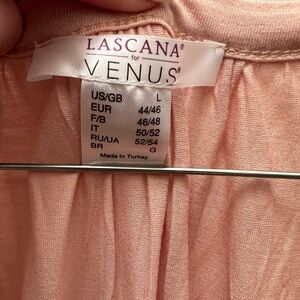 LASCANA®
for
VENUS®
US/GB L
EUR 44/46
F/B 46/48
IT 50/52
RU/UA 52/54
BR G
Made in Turkey